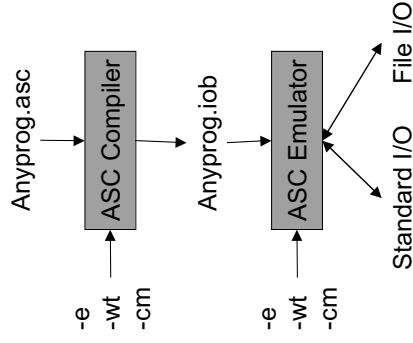 Anyprog.asc
-e
-wt
-cm
ASC Compiler
Anyprog.iob
-e
-wt
-cm
ASC Emulator
Standard I/O
File I/O